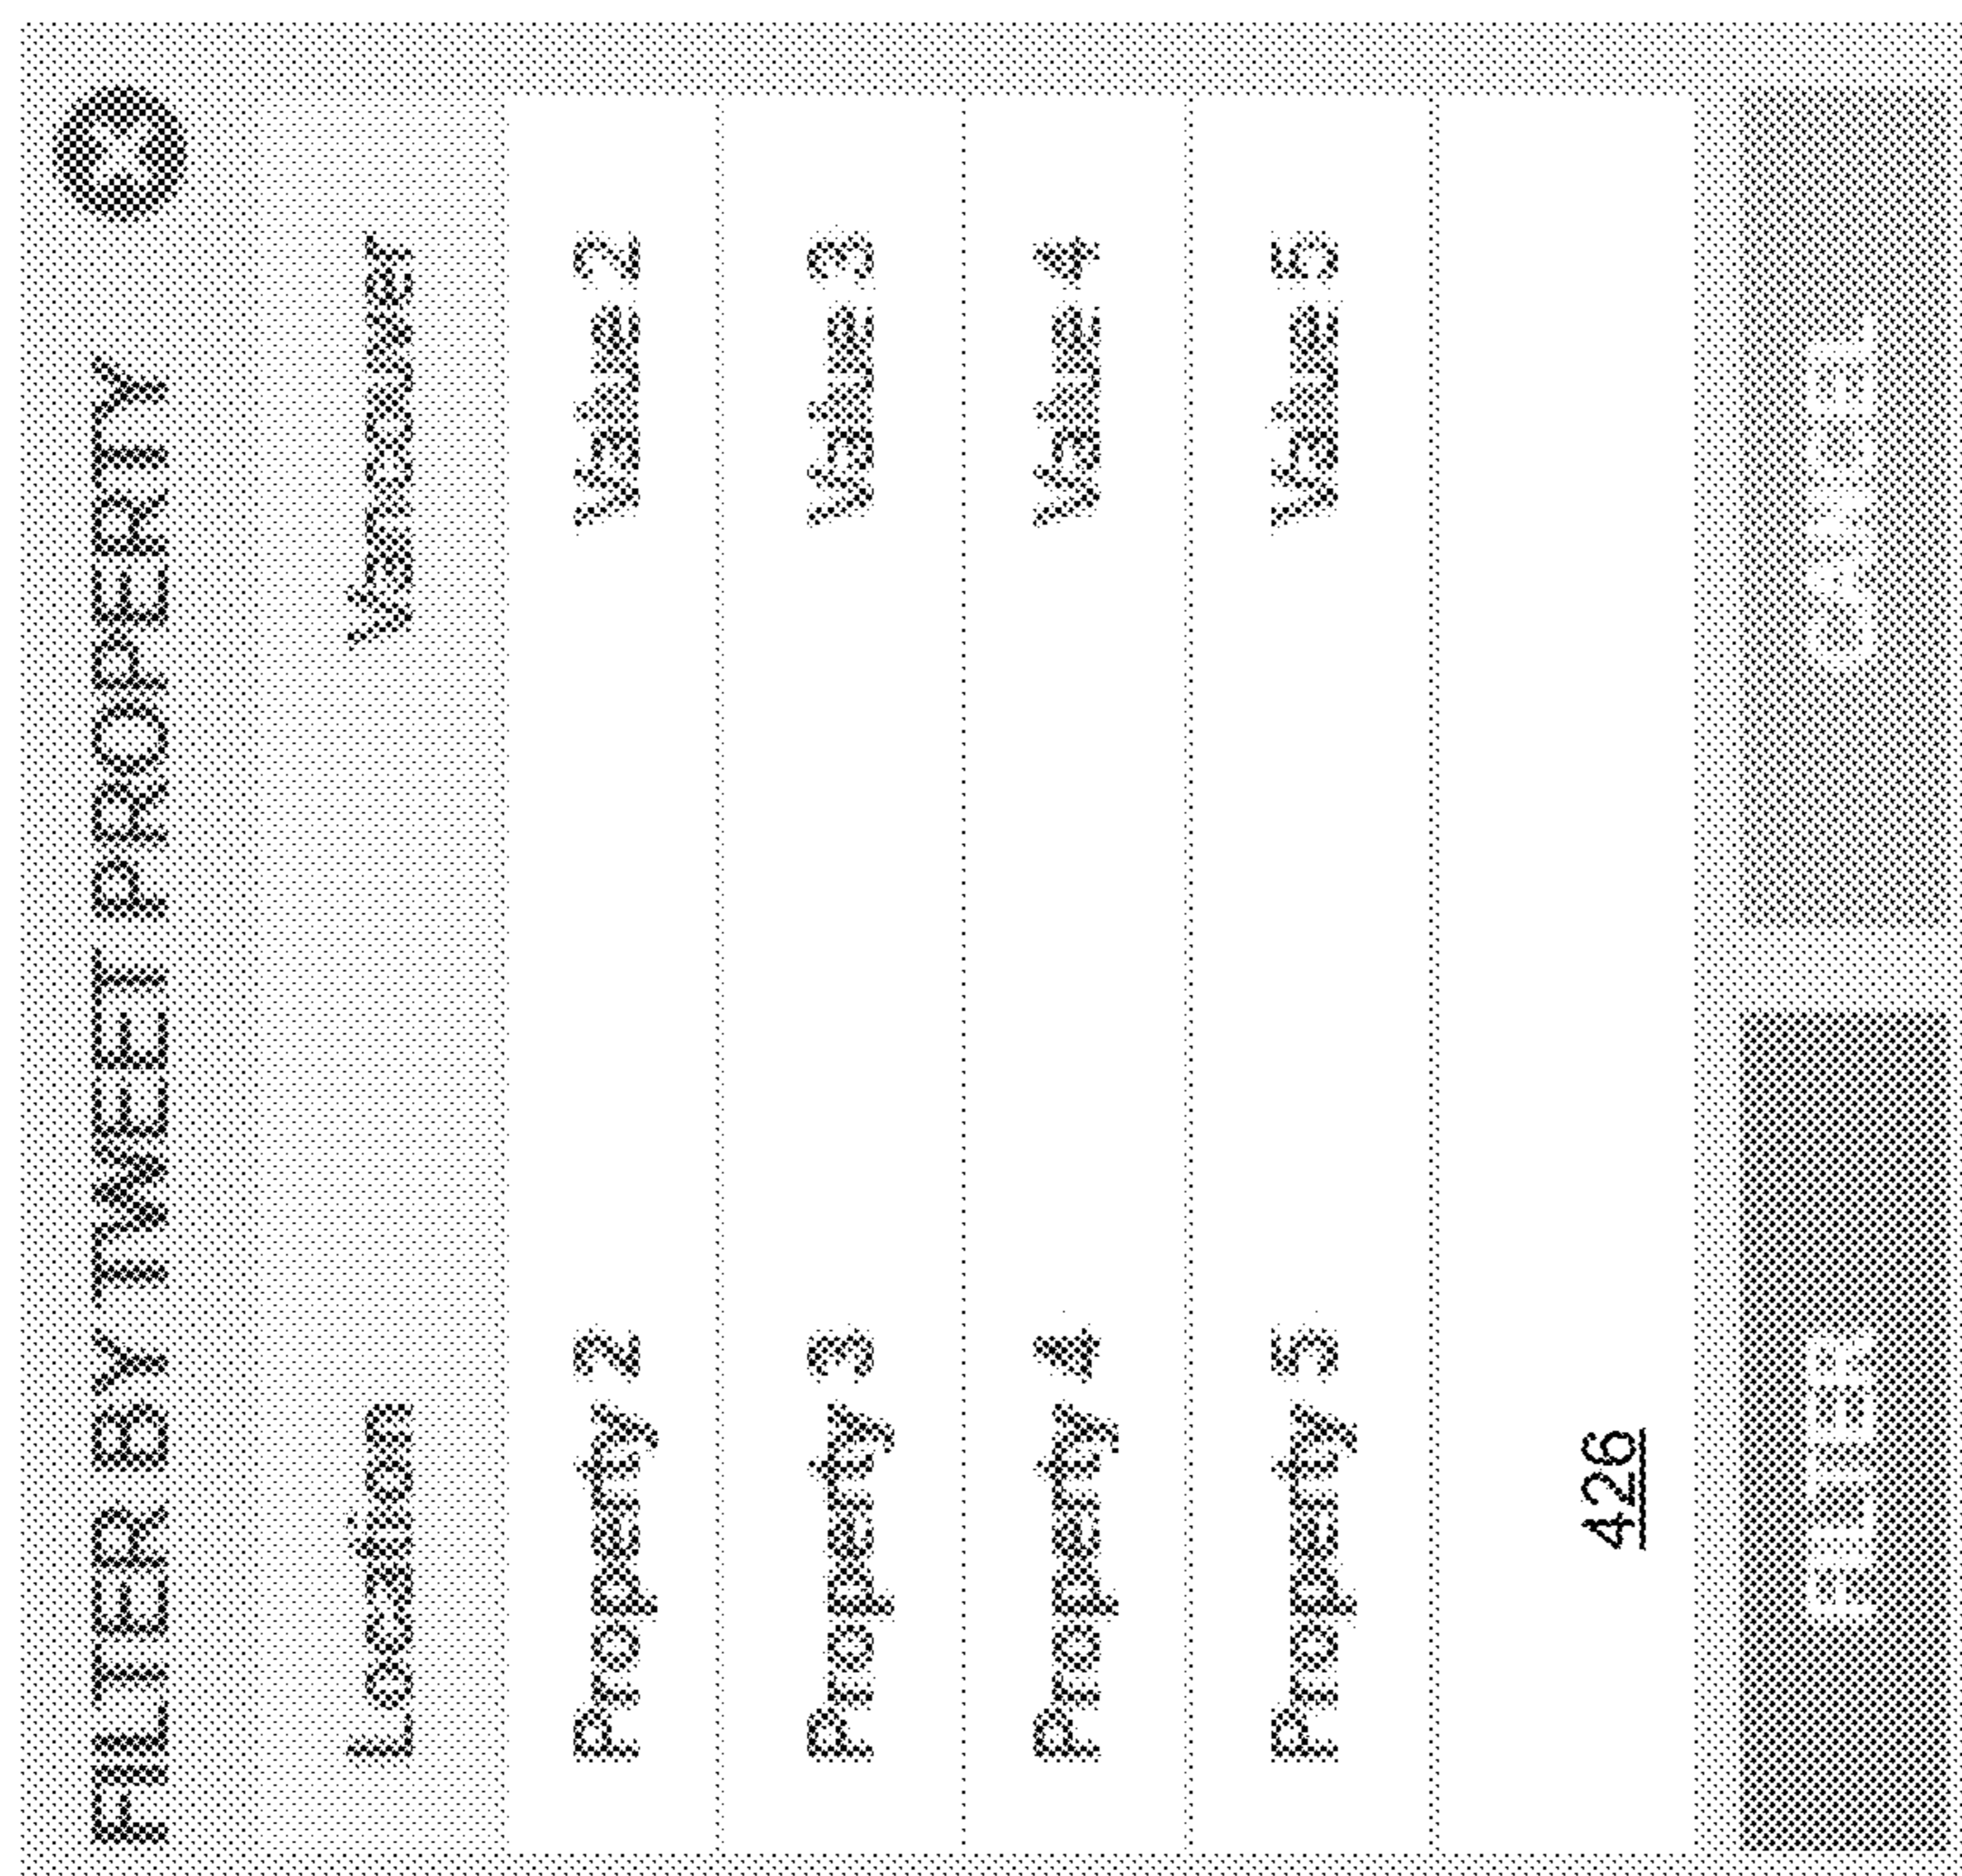 FILTER BY TWEET PROPERTY
Location Vancouver
Property 2 Value 2
Property 3 Value 3
Property 4 Value 4
Property 5 Value 5
426
FILTER CANCEL